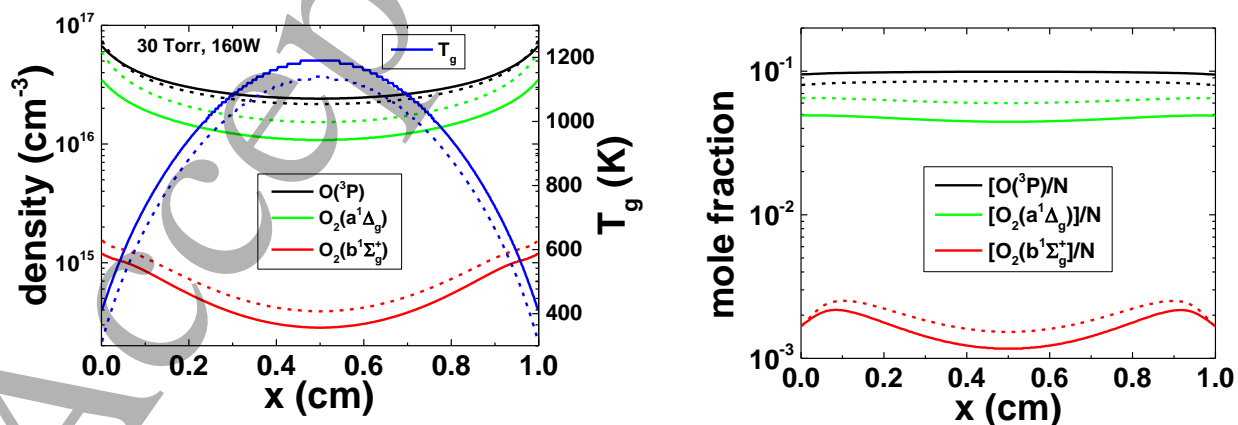 30 Torr, 160W
T_g
10^17
10^16
10^15
density (cm^-3)
O(^3P)
O_2(a^1Δ_g)
O_2(b^1Σ_g^+)
1200
1000
800
600
400
T_g (K)
0.0 0.2 0.4 0.6 0.8 1.0
x (cm)
10^-1
10^-2
10^-3
mole fraction
[O(^3P)/N
[O_2(a^1Δ_g)]/N
[O_2(b^1Σ_g^+]/N
0.0 0.2 0.4 0.6 0.8 1.0
x (cm)
Accep